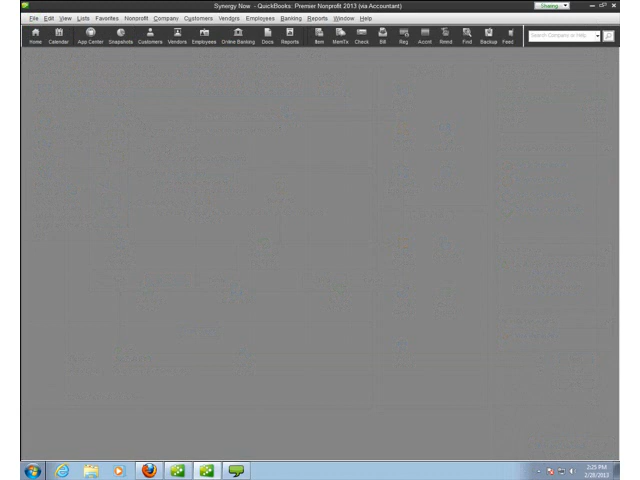 Synergy Now - QuickBooks: Premier Nonprofit 2013 (via Accountant)
Sharing
File Edit View Lists Favorites Nonprofit Company Customers Vendors Employees Banking Reports Window Help
Home Calendar App Center Snapshots Customers Vendors Employees Online Banking Docs Reports Item MemTx Check Bill Reg Accnt Rmnd Find Backup Feed
Search Company or Help
2:25 PM
2/28/2013